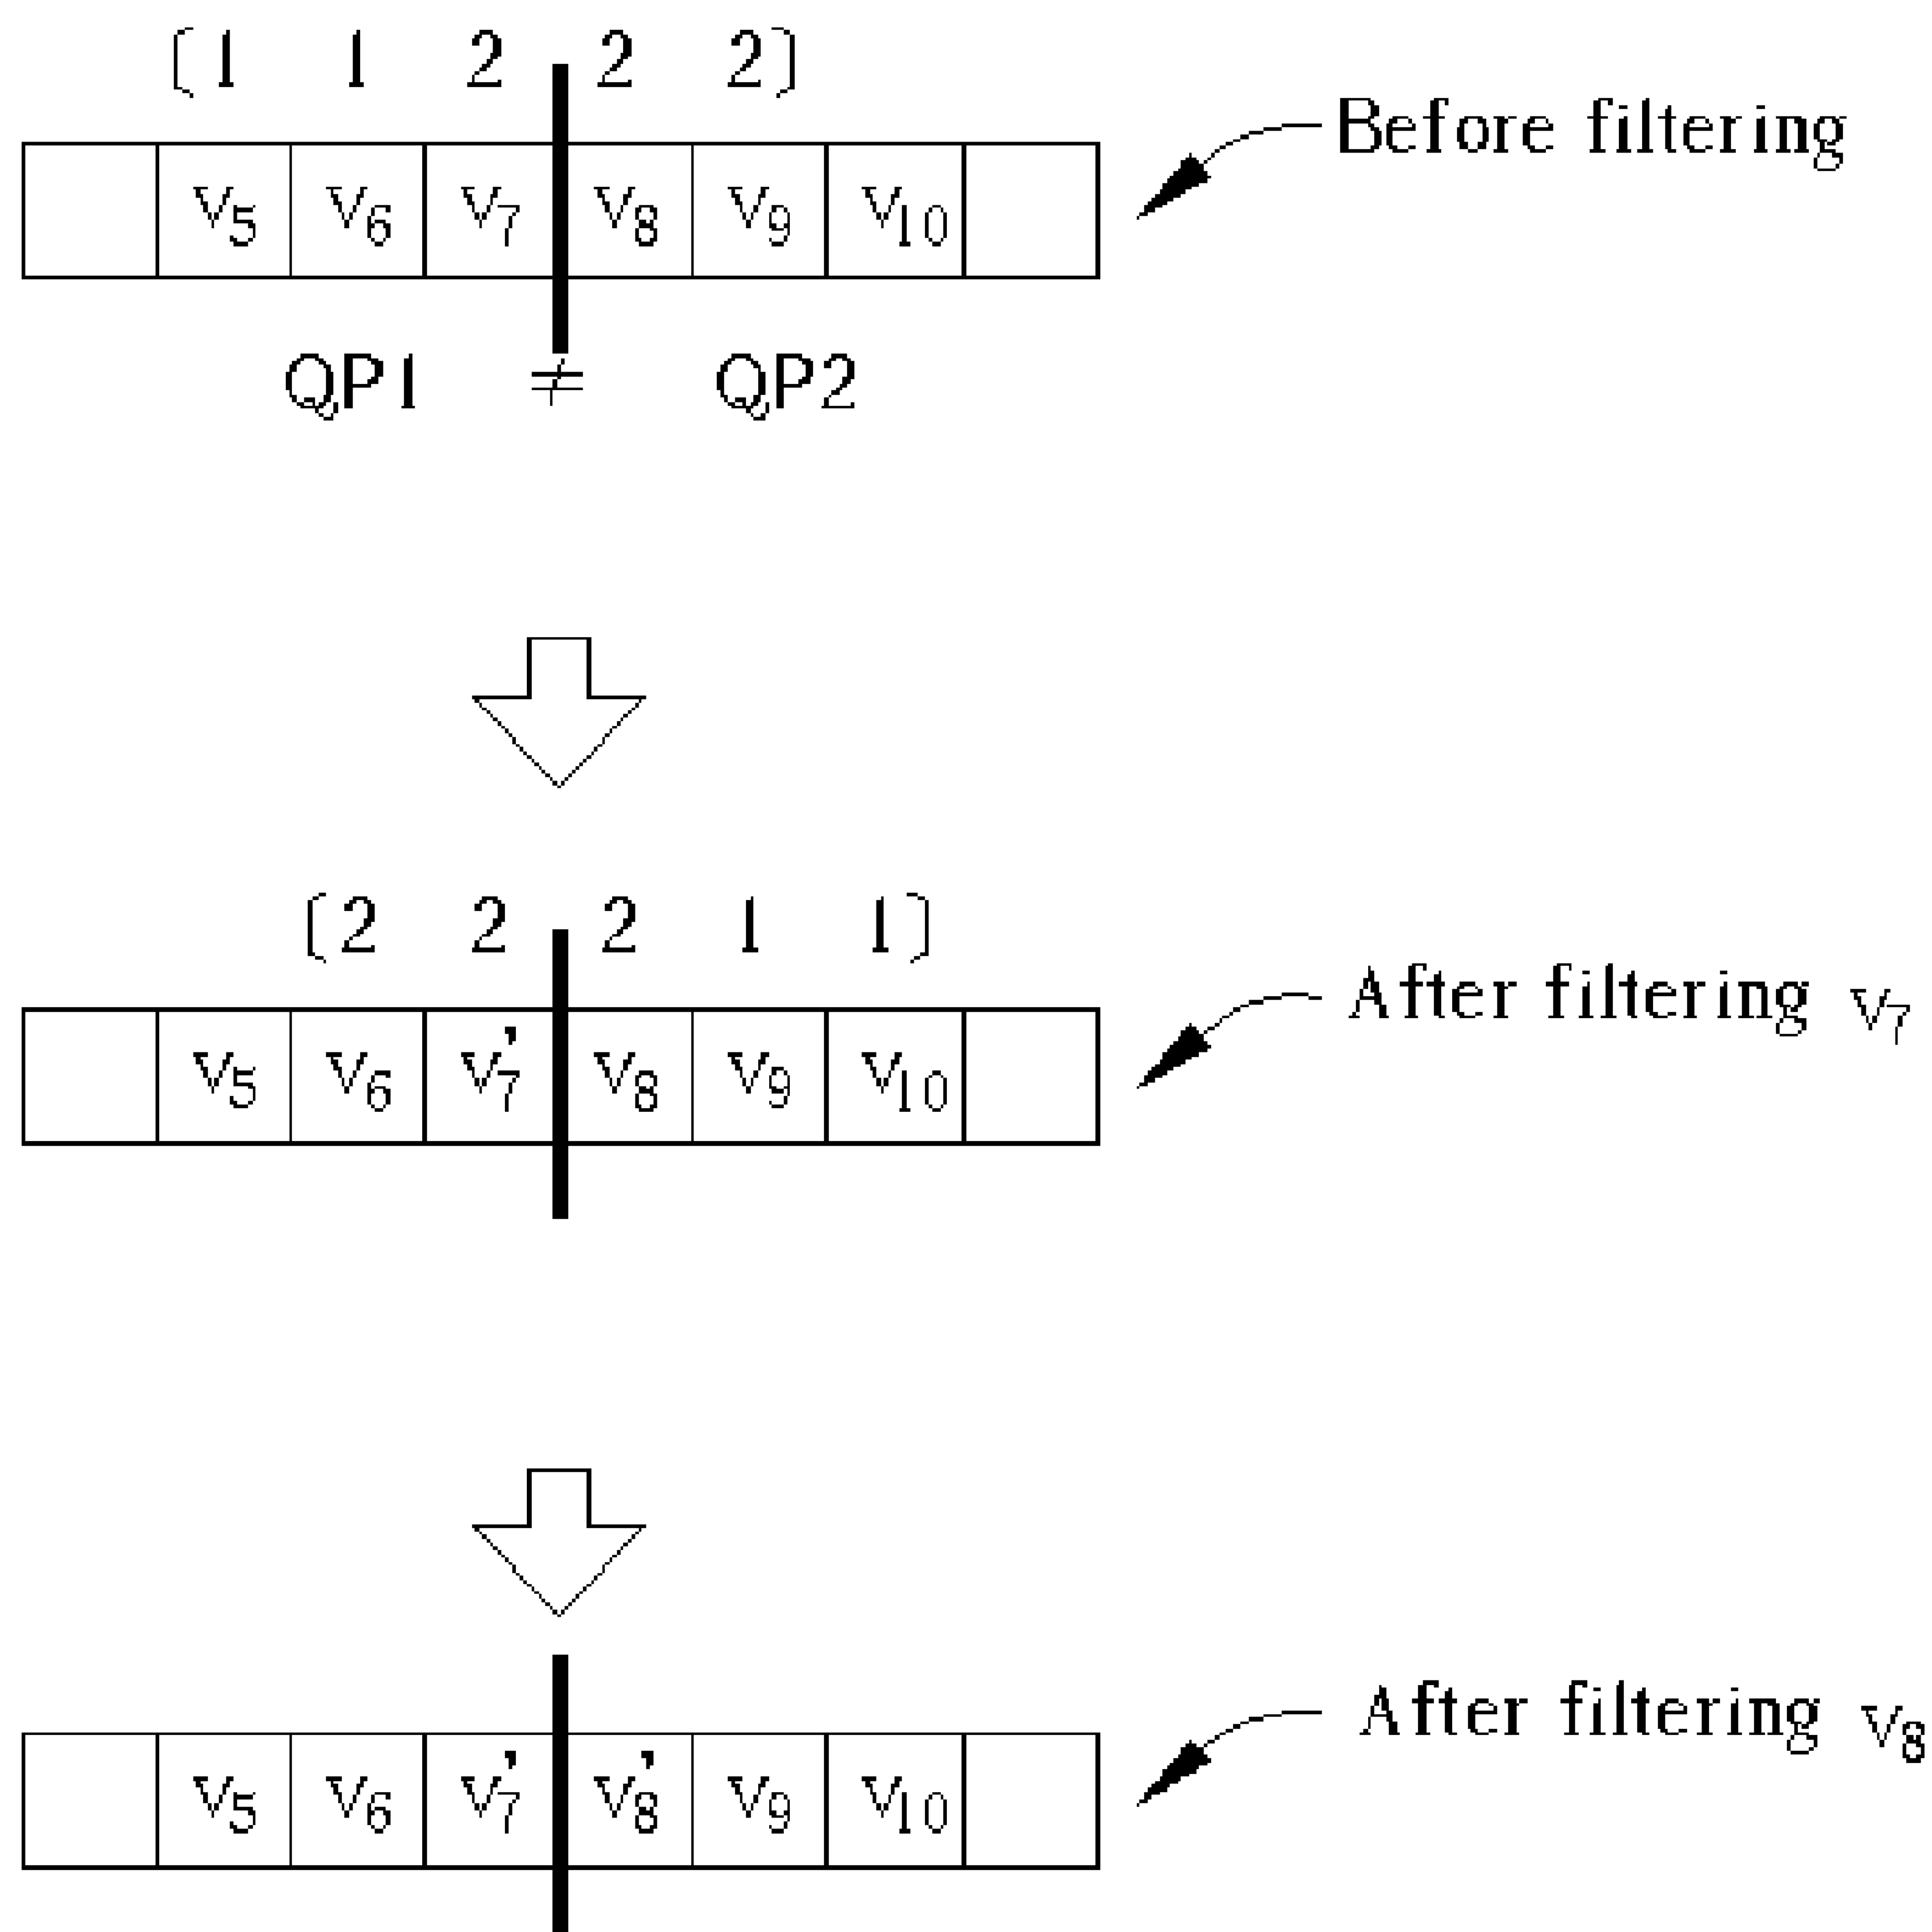 (1 1 2 2 2)
Before filtering
v5 v6 v7 v8 v9 v10
QP1 ≠ QP2
(2 2 2 1 1)
After filtering v7
v5 v6 v7' v8 v9 v10
After filtering v8
v5 v6 v7' v8' v9 v10